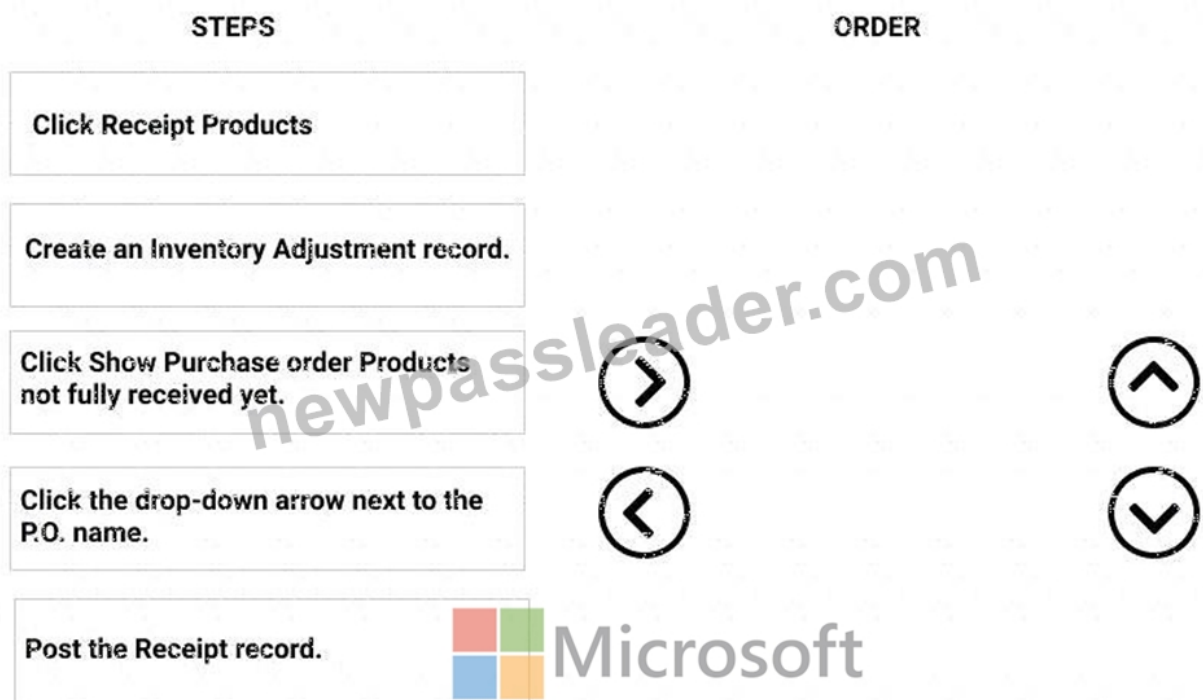 STEPS
ORDER
Click Receipt Products
Create an Inventory Adjustment record.
Click Show Purchase order Products
not fully received yet.
Click the drop-down arrow next to the
P.O. name.
Post the Receipt record.
newpassleader.com
Microsoft